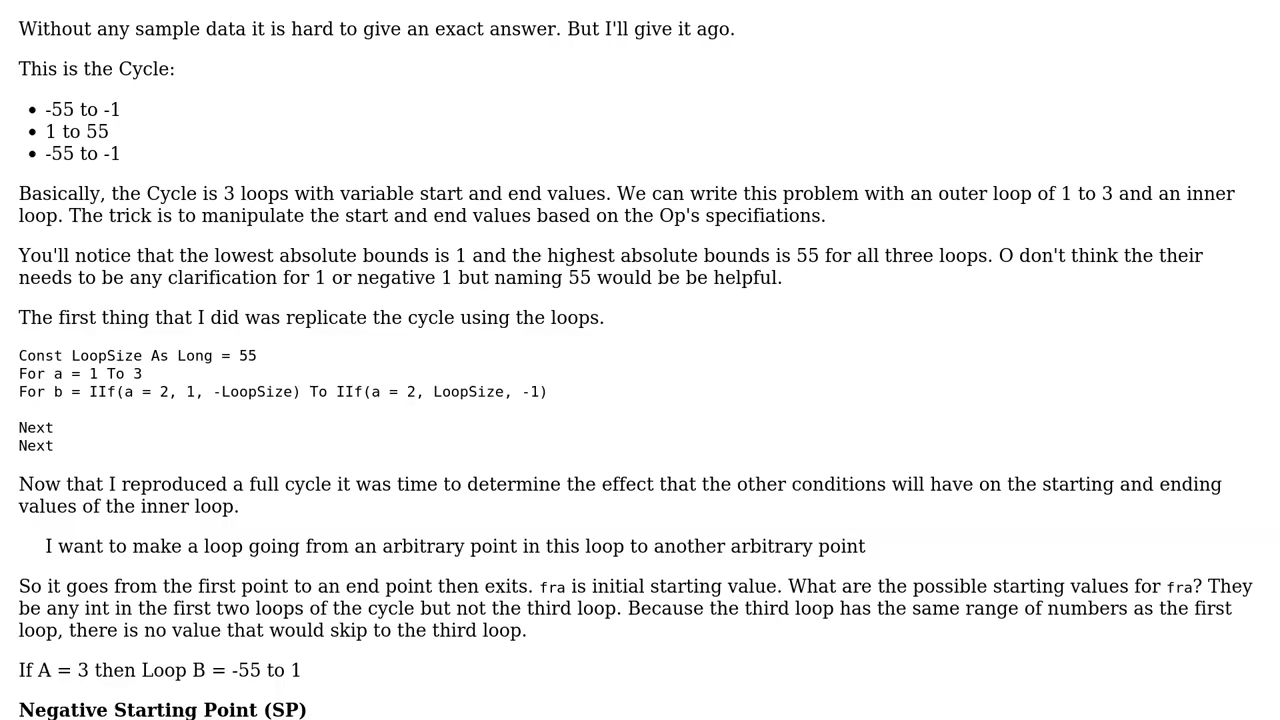 Without any sample data it is hard to give an exact answer. But I'll give it ago.
This is the Cycle:
• -55 to -1
• 1 to 55
• -55 to -1
Basically, the Cycle is 3 loops with variable start and end values. We can write this problem with an outer loop of 1 to 3 and an inner
loop. The trick is to manipulate the start and end values based on the Op's specifiations.
You'll notice that the lowest absolute bounds is 1 and the highest absolute bounds is 55 for all three loops. O don't think the their
needs to be any clarification for 1 or negative 1 but naming 55 would be be helpful.
The first thing that I did was replicate the cycle using the loops.
Const LoopSize As Long = 55
For a = 1 To 3
For b = IIf(a = 2, 1, -LoopSize) To IIf(a = 2, LoopSize, -1)
Next
Next
Now that I reproduced a full cycle it was time to determine the effect that the other conditions will have on the starting and ending
values of the inner loop.
I want to make a loop going from an arbitrary point in this loop to another arbitrary point
So it goes from the first point to an end point then exits. fra is initial starting value. What are the possible starting values for fra? They
be any int in the first two loops of the cycle but not the third loop. Because the third loop has the same range of numbers as the first
loop, there is no value that would skip to the third loop.
If A = 3 then Loop B = -55 to 1
Negative Starting Point (SP)